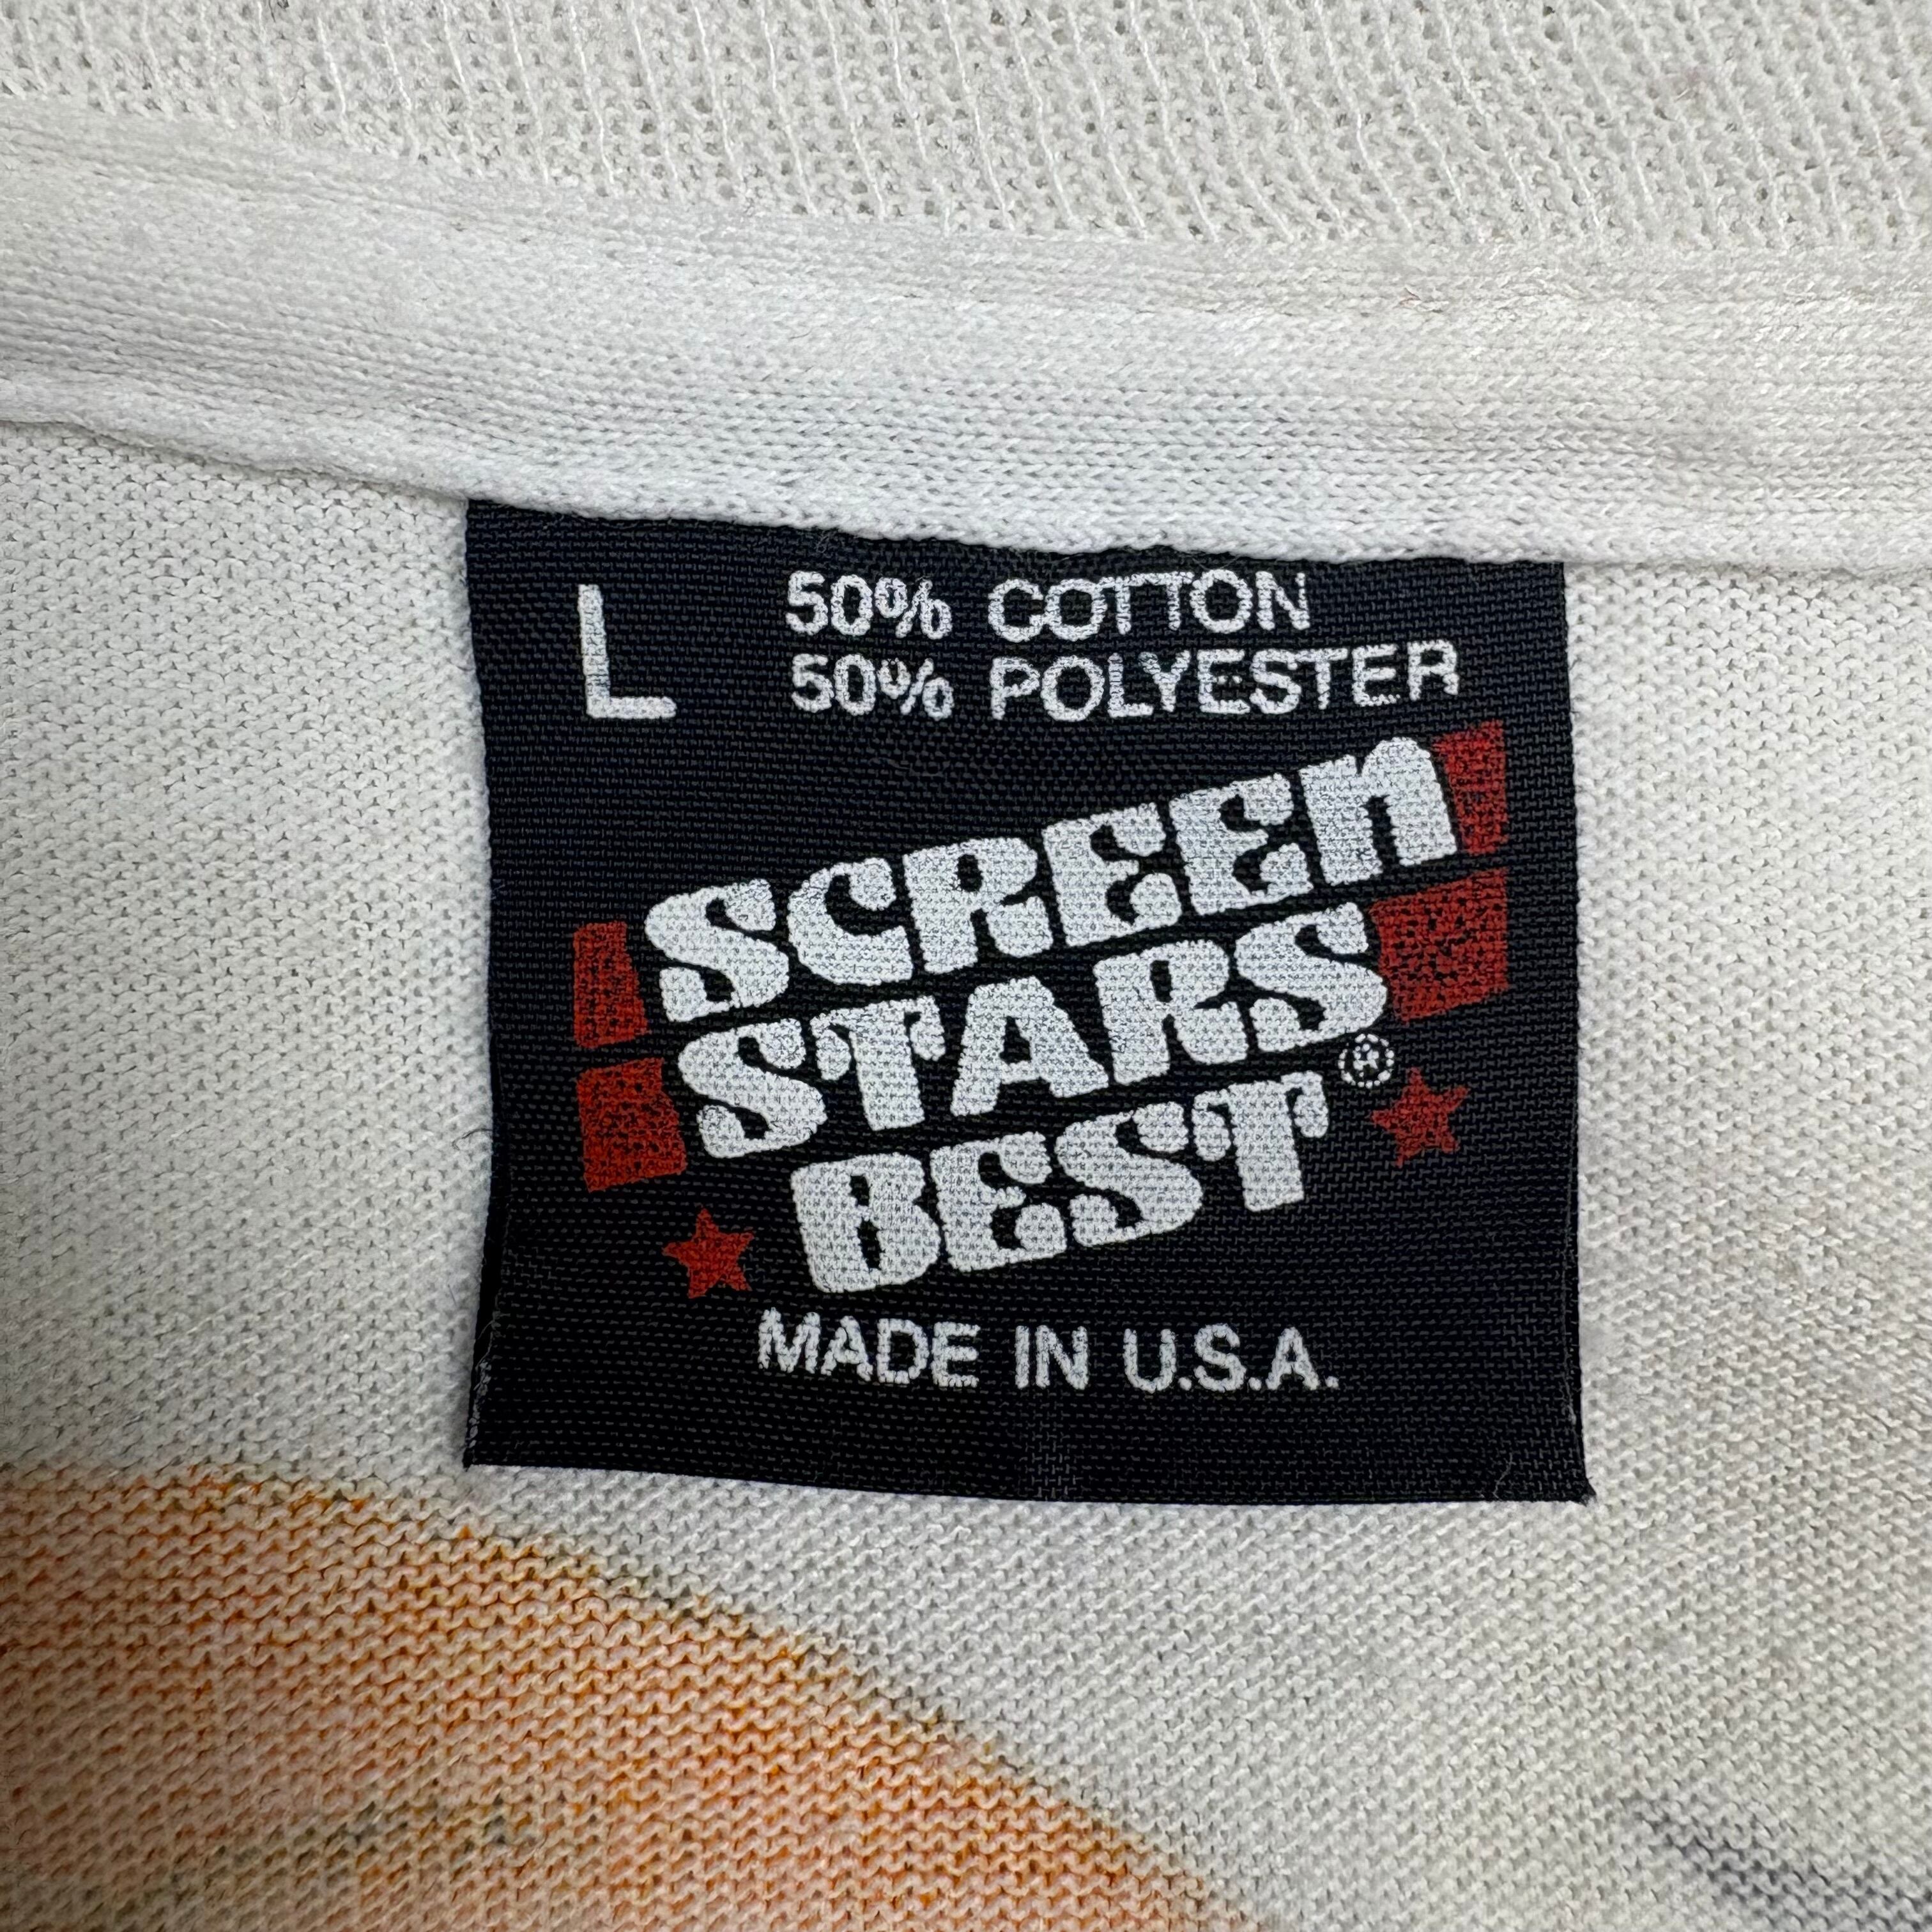 L 50% COTTON
50% POLYESTER
SCREEN
STARS
BEST®
MADE IN U.S.A.